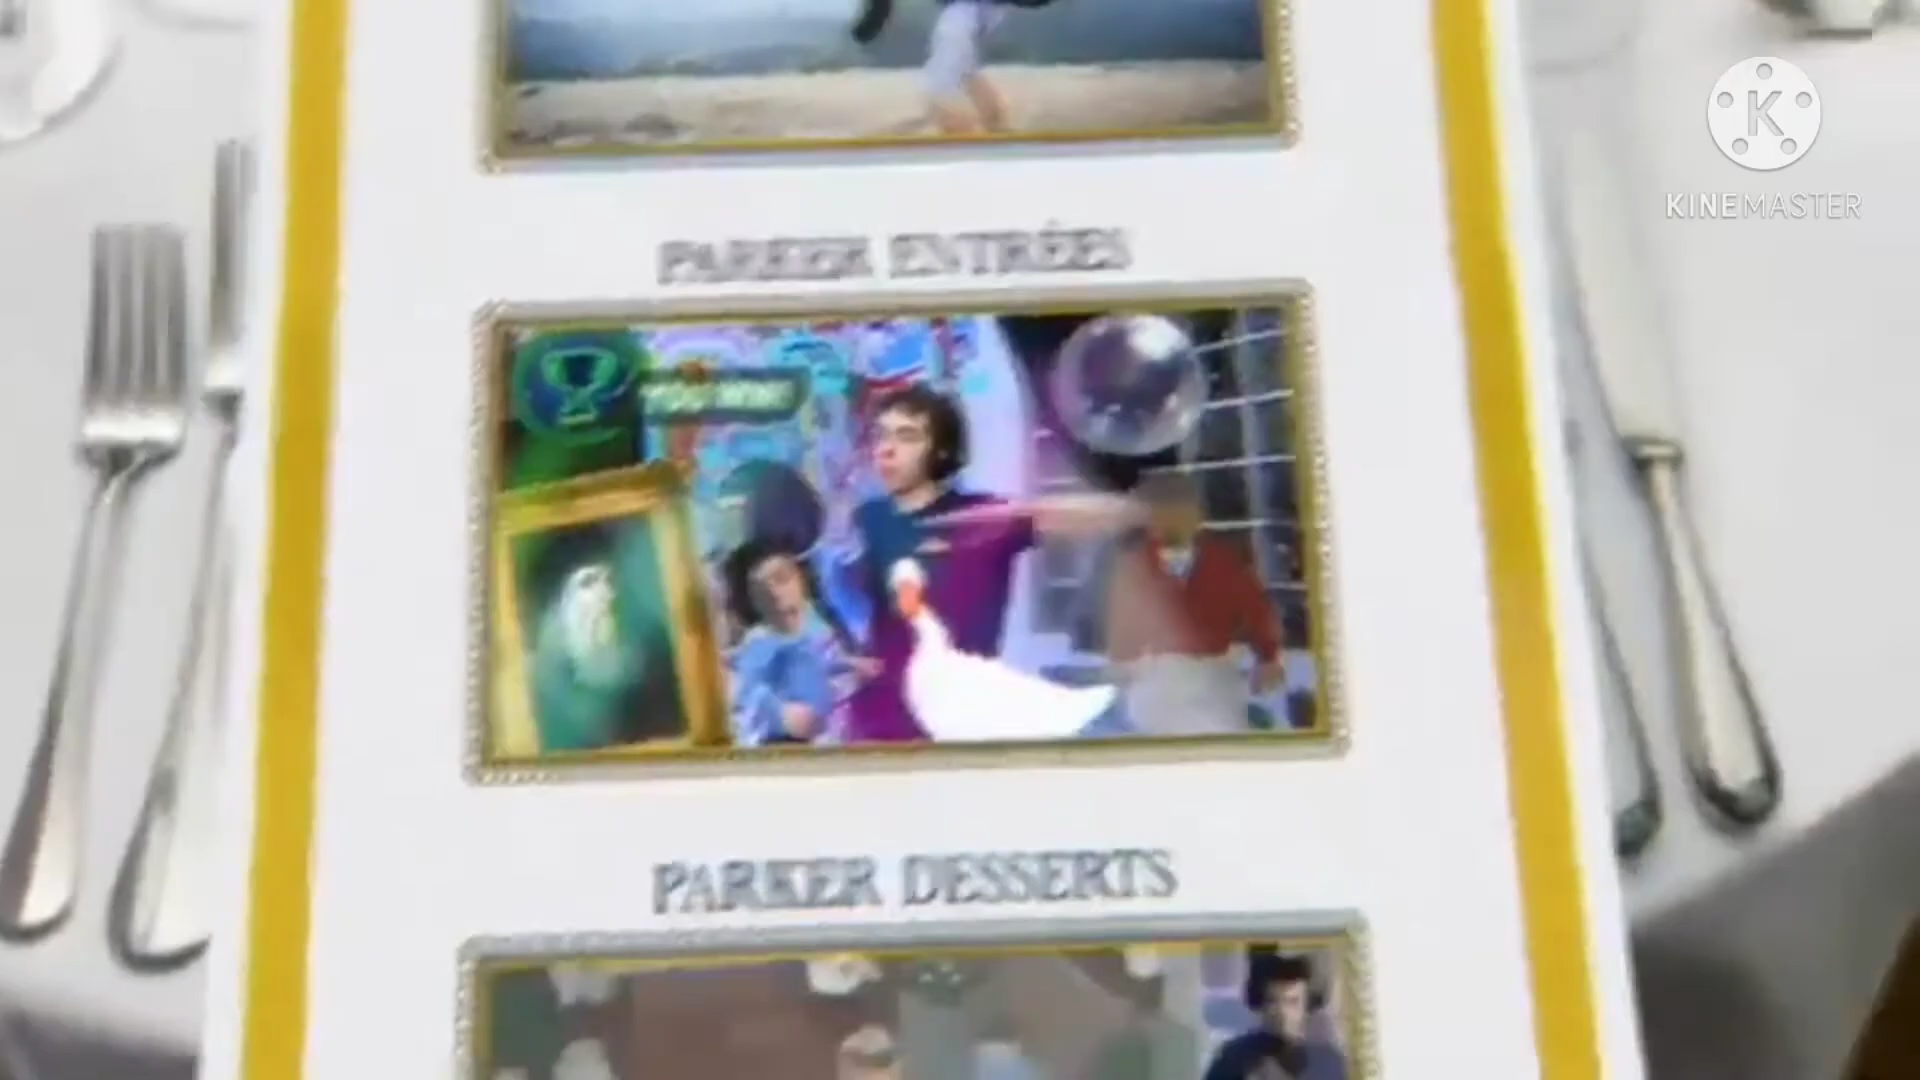 K
KINEMASTER
PARKER ENTRÉES
YOU WIN!
PARKER DESSERTS